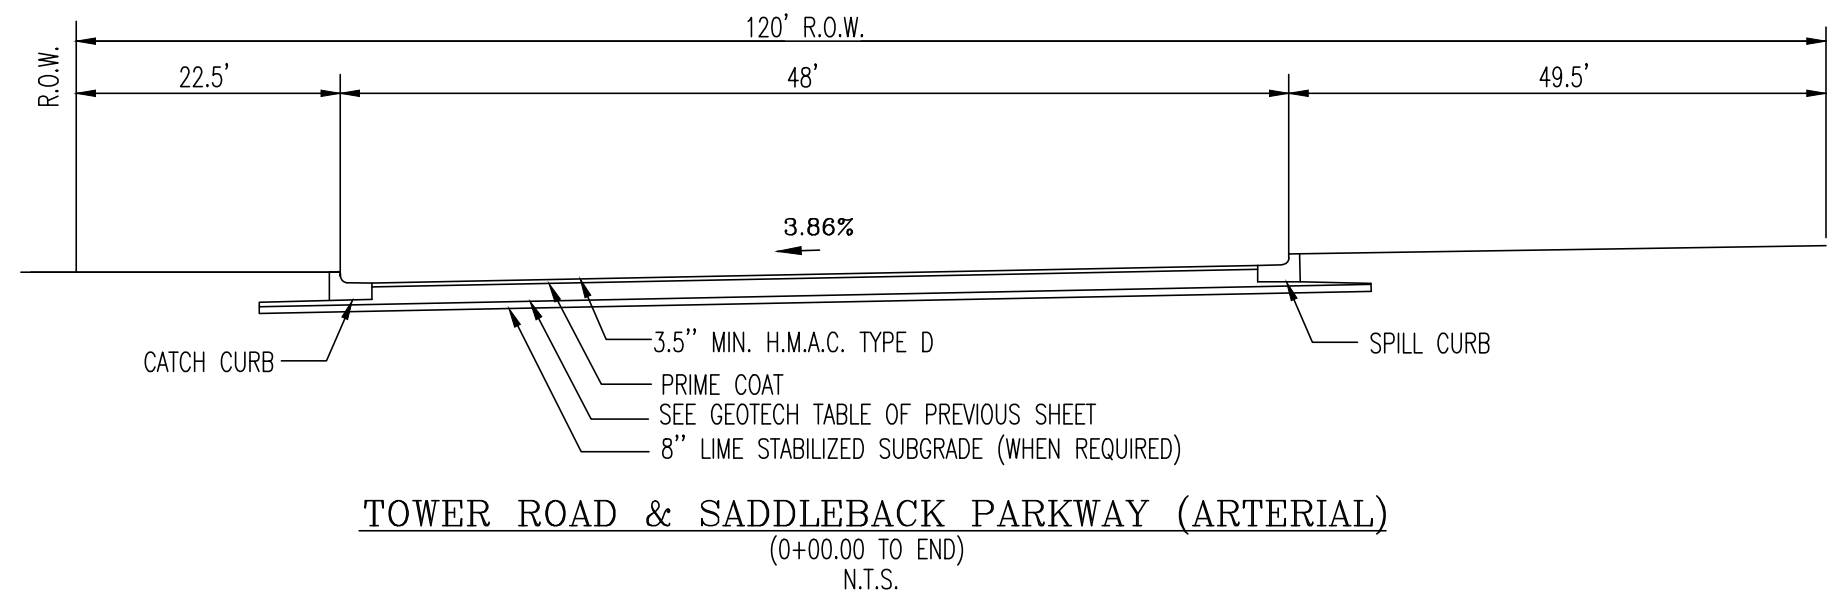 120' R.O.W.
R.O.W.
22.5'
48'
49.5'
3.86%
3.5'' MIN. H.M.A.C. TYPE D
SPILL CURB
CATCH CURB
PRIME COAT
SEE GEOTECH TABLE OF PREVIOUS SHEET
8'' LIME STABILIZED SUBGRADE (WHEN REQUIRED)
TOWER ROAD & SADDLEBACK PARKWAY (ARTERIAL)
(0+00.00 TO END)
N.T.S.